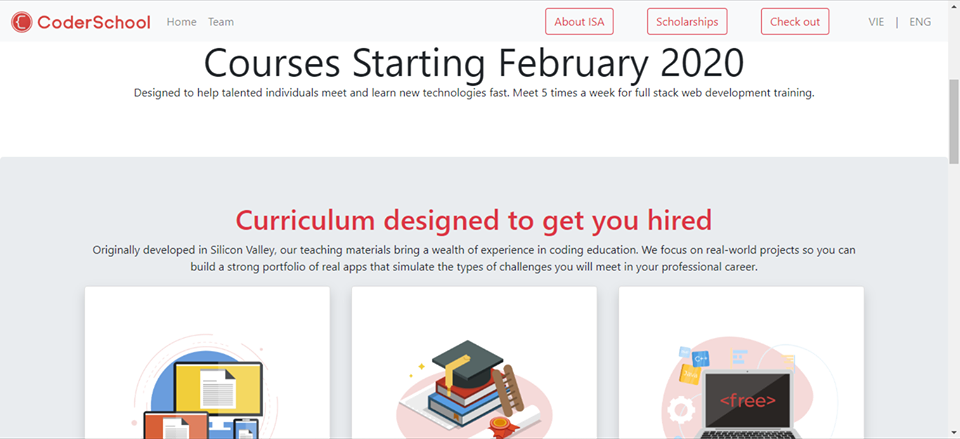 CoderSchool Home Team About ISA Scholarships Check out VIE | ENG
Courses Starting February 2020
Designed to help talented individuals meet and learn new technologies fast. Meet 5 times a week for full stack web development training.
Curriculum designed to get you hired
Originally developed in Silicon Valley, our teaching materials bring a wealth of experience in coding education. We focus on real-world projects so you can
build a strong portfolio of real apps that simulate the types of challenges you will meet in your professional career.
C++
<free>